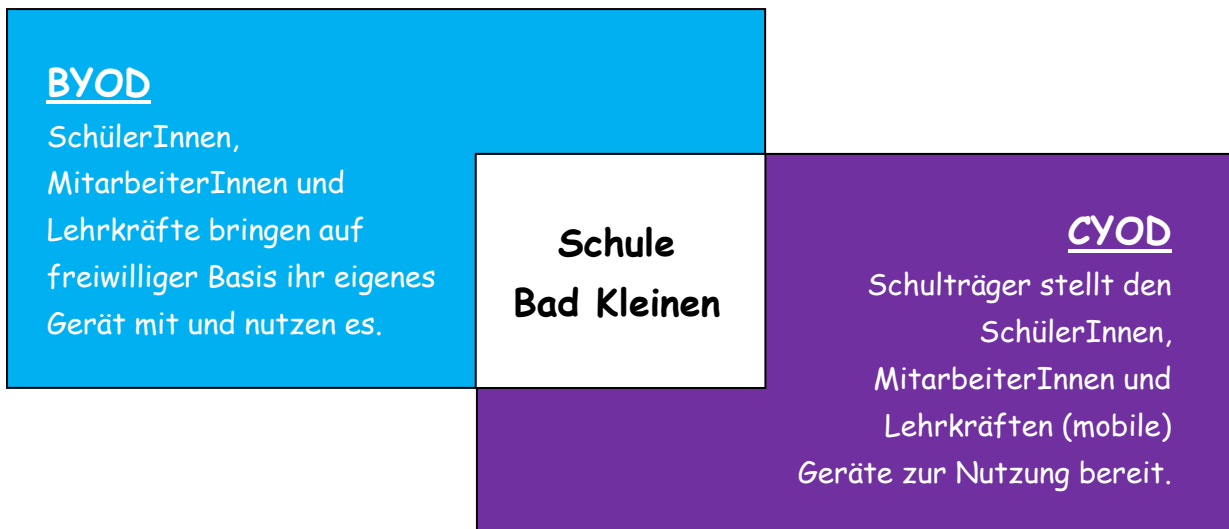 BYOD
SchülerInnen,
MitarbeiterInnen und
Lehrkräfte bringen auf
freiwilliger Basis ihr eigenes
Gerät mit und nutzen es.
Schule
Bad Kleinen
CYOD
Schulträger stellt den
SchülerInnen,
MitarbeiterInnen und
Lehrkräften (mobile)
Geräte zur Nutzung bereit.